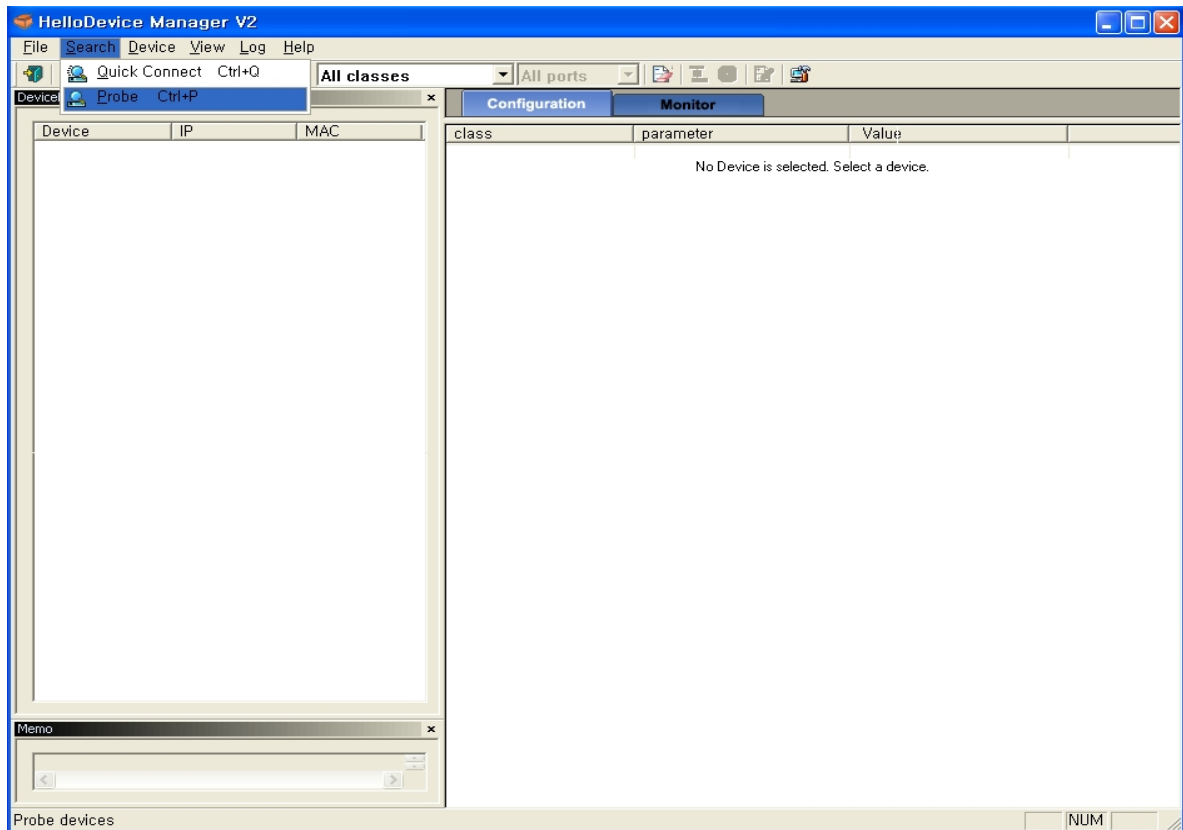 HelloDevice Manager V2
File Search Device View Log Help
Quick Connect Ctrl+Q
All classes
All ports
Probe Ctrl+P
Device
Configuration
Monitor
Device IP MAC
class parameter Value
No Device is selected. Select a device.
Memo
Probe devices
NUM